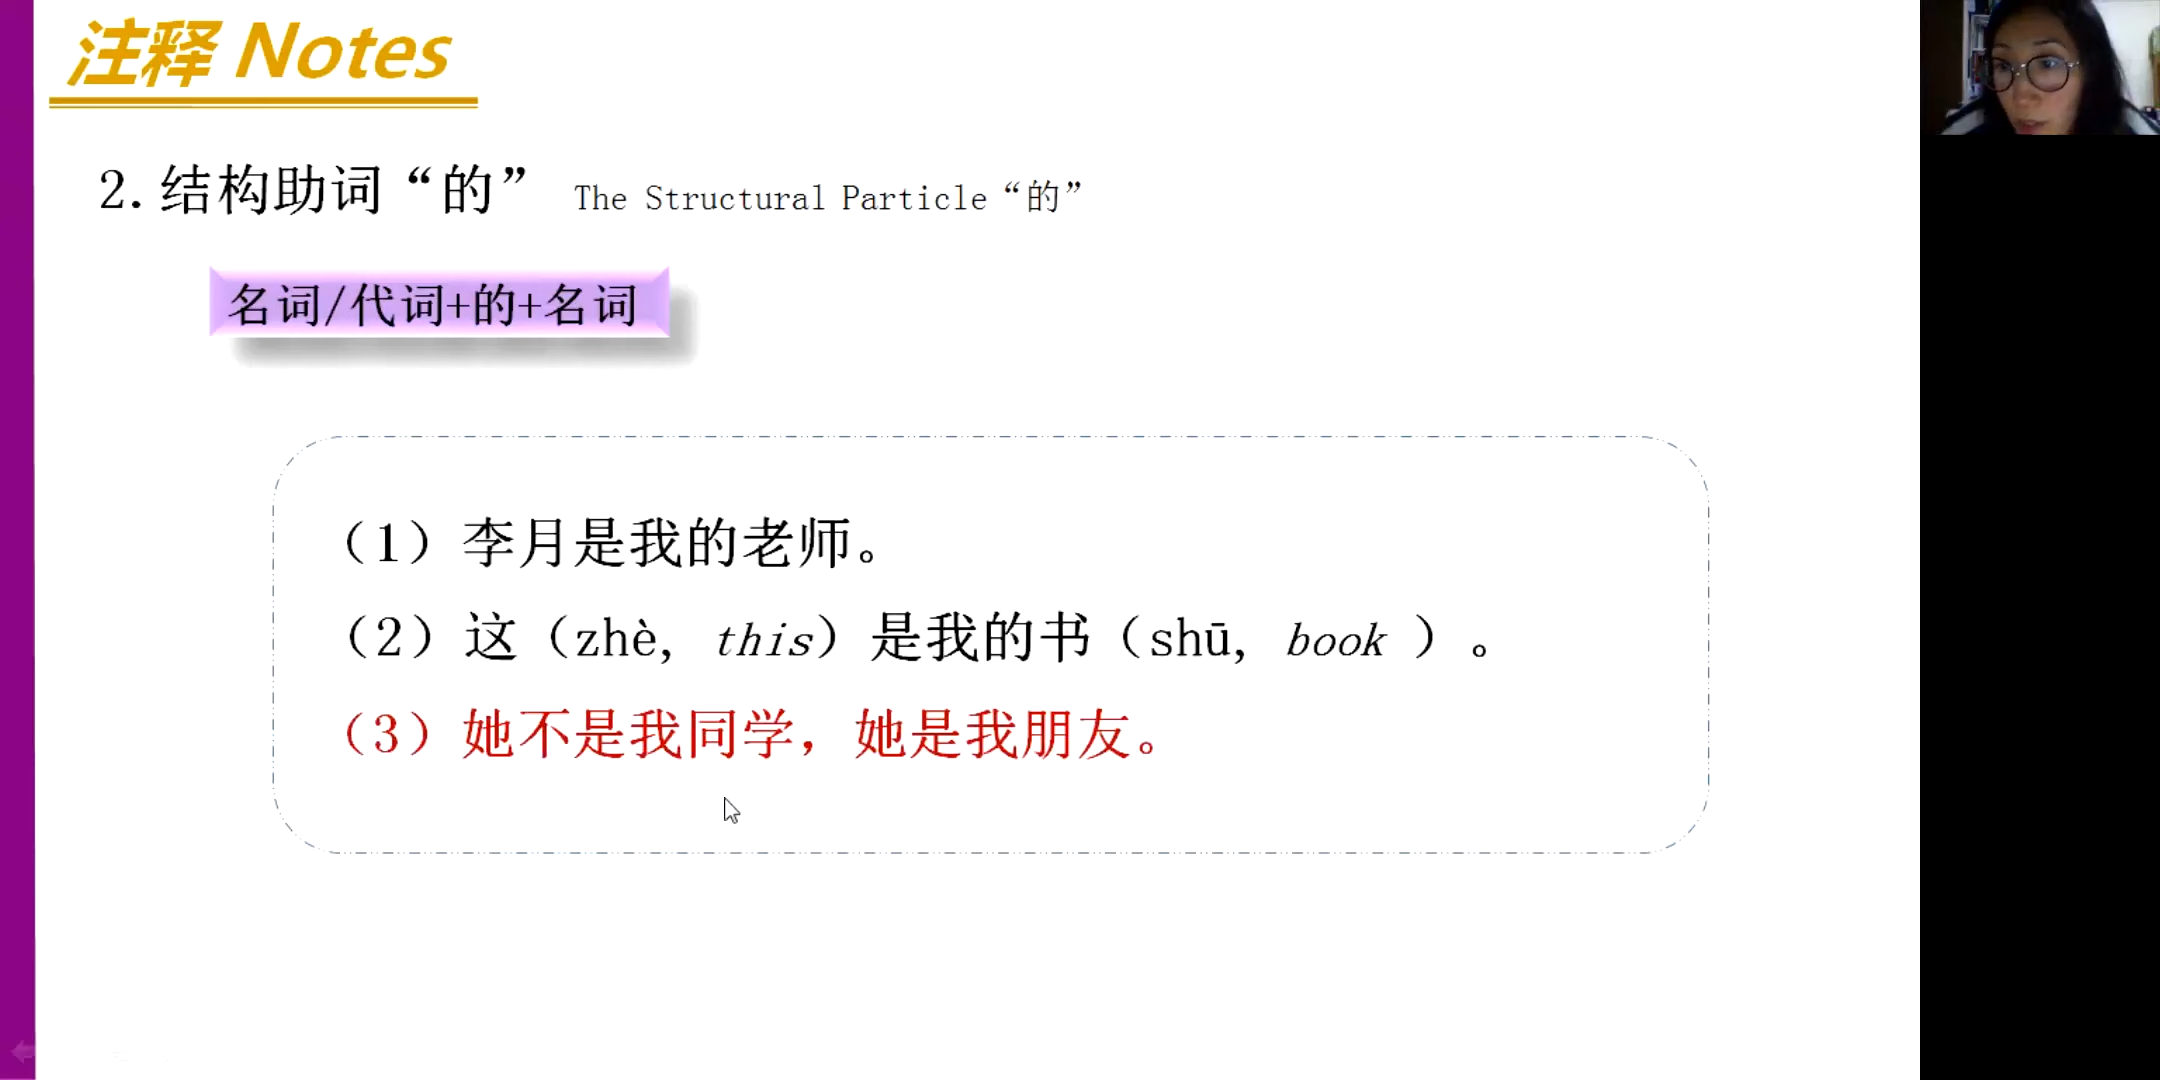 注释 Notes
2.结构助词“的” The Structural Particle“的”
名词/代词+的+名词
（1）李月是我的老师。
（2）这（zhè, this）是我的书（shū, book ）。
（3）她不是我同学，她是我朋友。